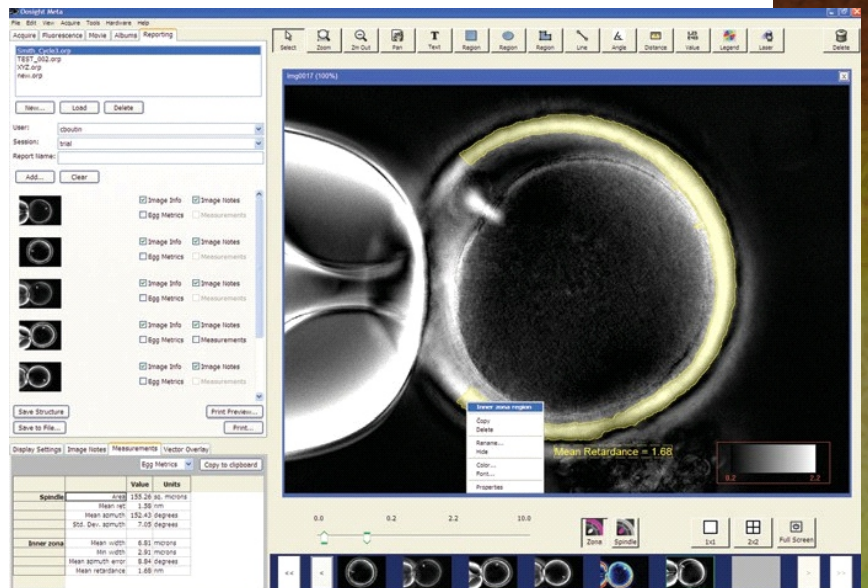 Oosight Meta
File Edit View Acquire Tools Hardware Help
Acquire Fluorescence Movie Albums Reporting
Smith_Cycle3.orp
TEST_002.orp
XYZ.orp
new.orp
New... Load Delete
User: cboutin
Session: trial
Report Name:
Add... Clear
Image Info Image Notes
Egg Metrics Measurements
Image Info Image Notes
Egg Metrics Measurements
Image Info Image Notes
Egg Metrics Measurements
Image Info Image Notes
Egg Metrics Measurements
Image Info Image Notes
Egg Metrics Measurements
Save Structure Print Preview...
Save to File... Print...
Display Settings Image Notes Measurements Vector Overlay
Egg Metrics Copy to clipboard
Value Units
Spindle Area 155.26 sq. microns
Mean ret 1.58 nm
Mean azimuth 152.43 degrees
Std. Dev. azimuth 7.05 degrees
Inner zona Mean width 6.81 microns
Min width 2.91 microns
Mean azimuth error 8.84 degrees
Mean retardance 1.68 nm
Select Zoom Zm Out Pan Text Region Region Region Line Angle Distance Value Legend Laser Delete
Img0017 (100%)
Inner zona region
Copy
Delete
Rename...
Hide
Color...
Font...
Properties
Mean Retardance = 1.68
0.2 2.2
0.0 0.2 2.2 10.0
Zona Spindle 1x1 2x2 Full Screen
<< < > >>